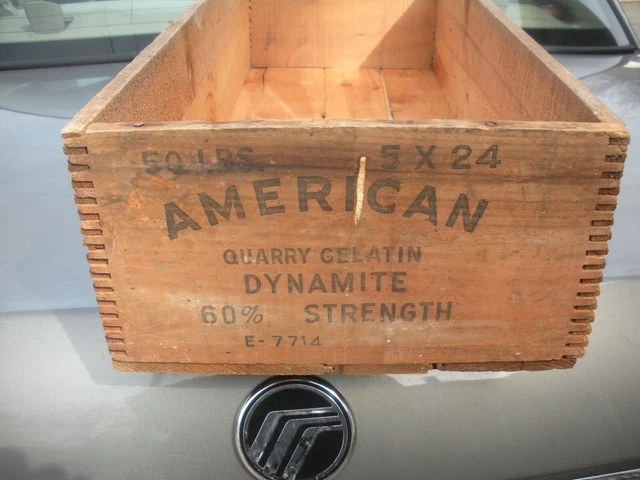 50 LBS. 5 X 24
AMERICAN
QUARRY GELATIN
DYNAMITE
60% STRENGTH
E-7714